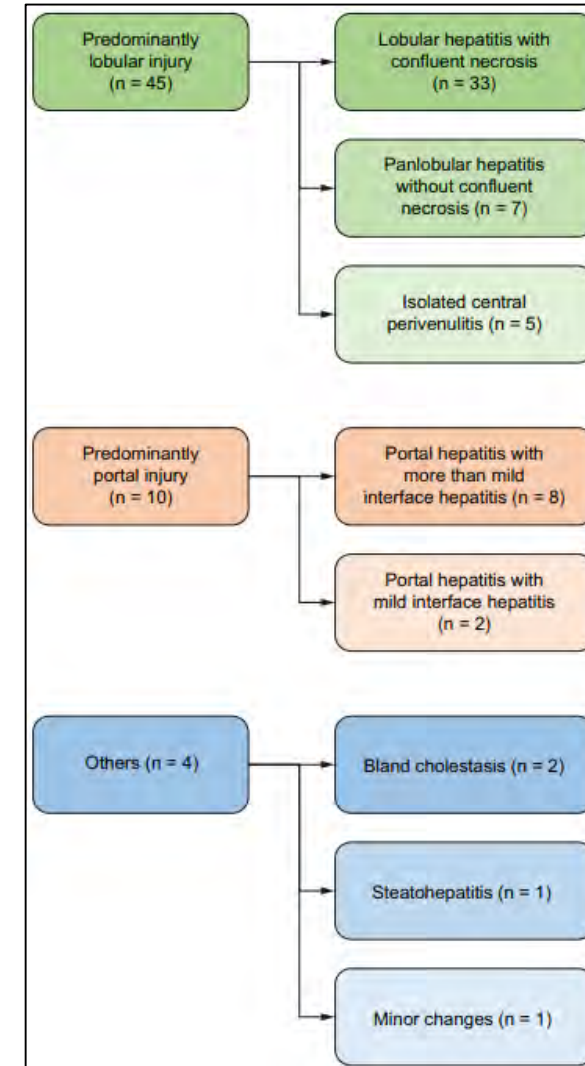 Predominantly
lobular injury
(n = 45)
Lobular hepatitis with
confluent necrosis
(n = 33)
Panlobular hepatitis
without confluent
necrosis (n = 7)
Isolated central
perivenulitis (n = 5)
Predominantly
portal injury
(n = 10)
Portal hepatitis with
more than mild
interface hepatitis (n = 8)
Portal hepatitis with
mild interface hepatitis
(n = 2)
Others (n = 4)
Bland cholestasis (n = 2)
Steatohepatitis (n = 1)
Minor changes (n = 1)